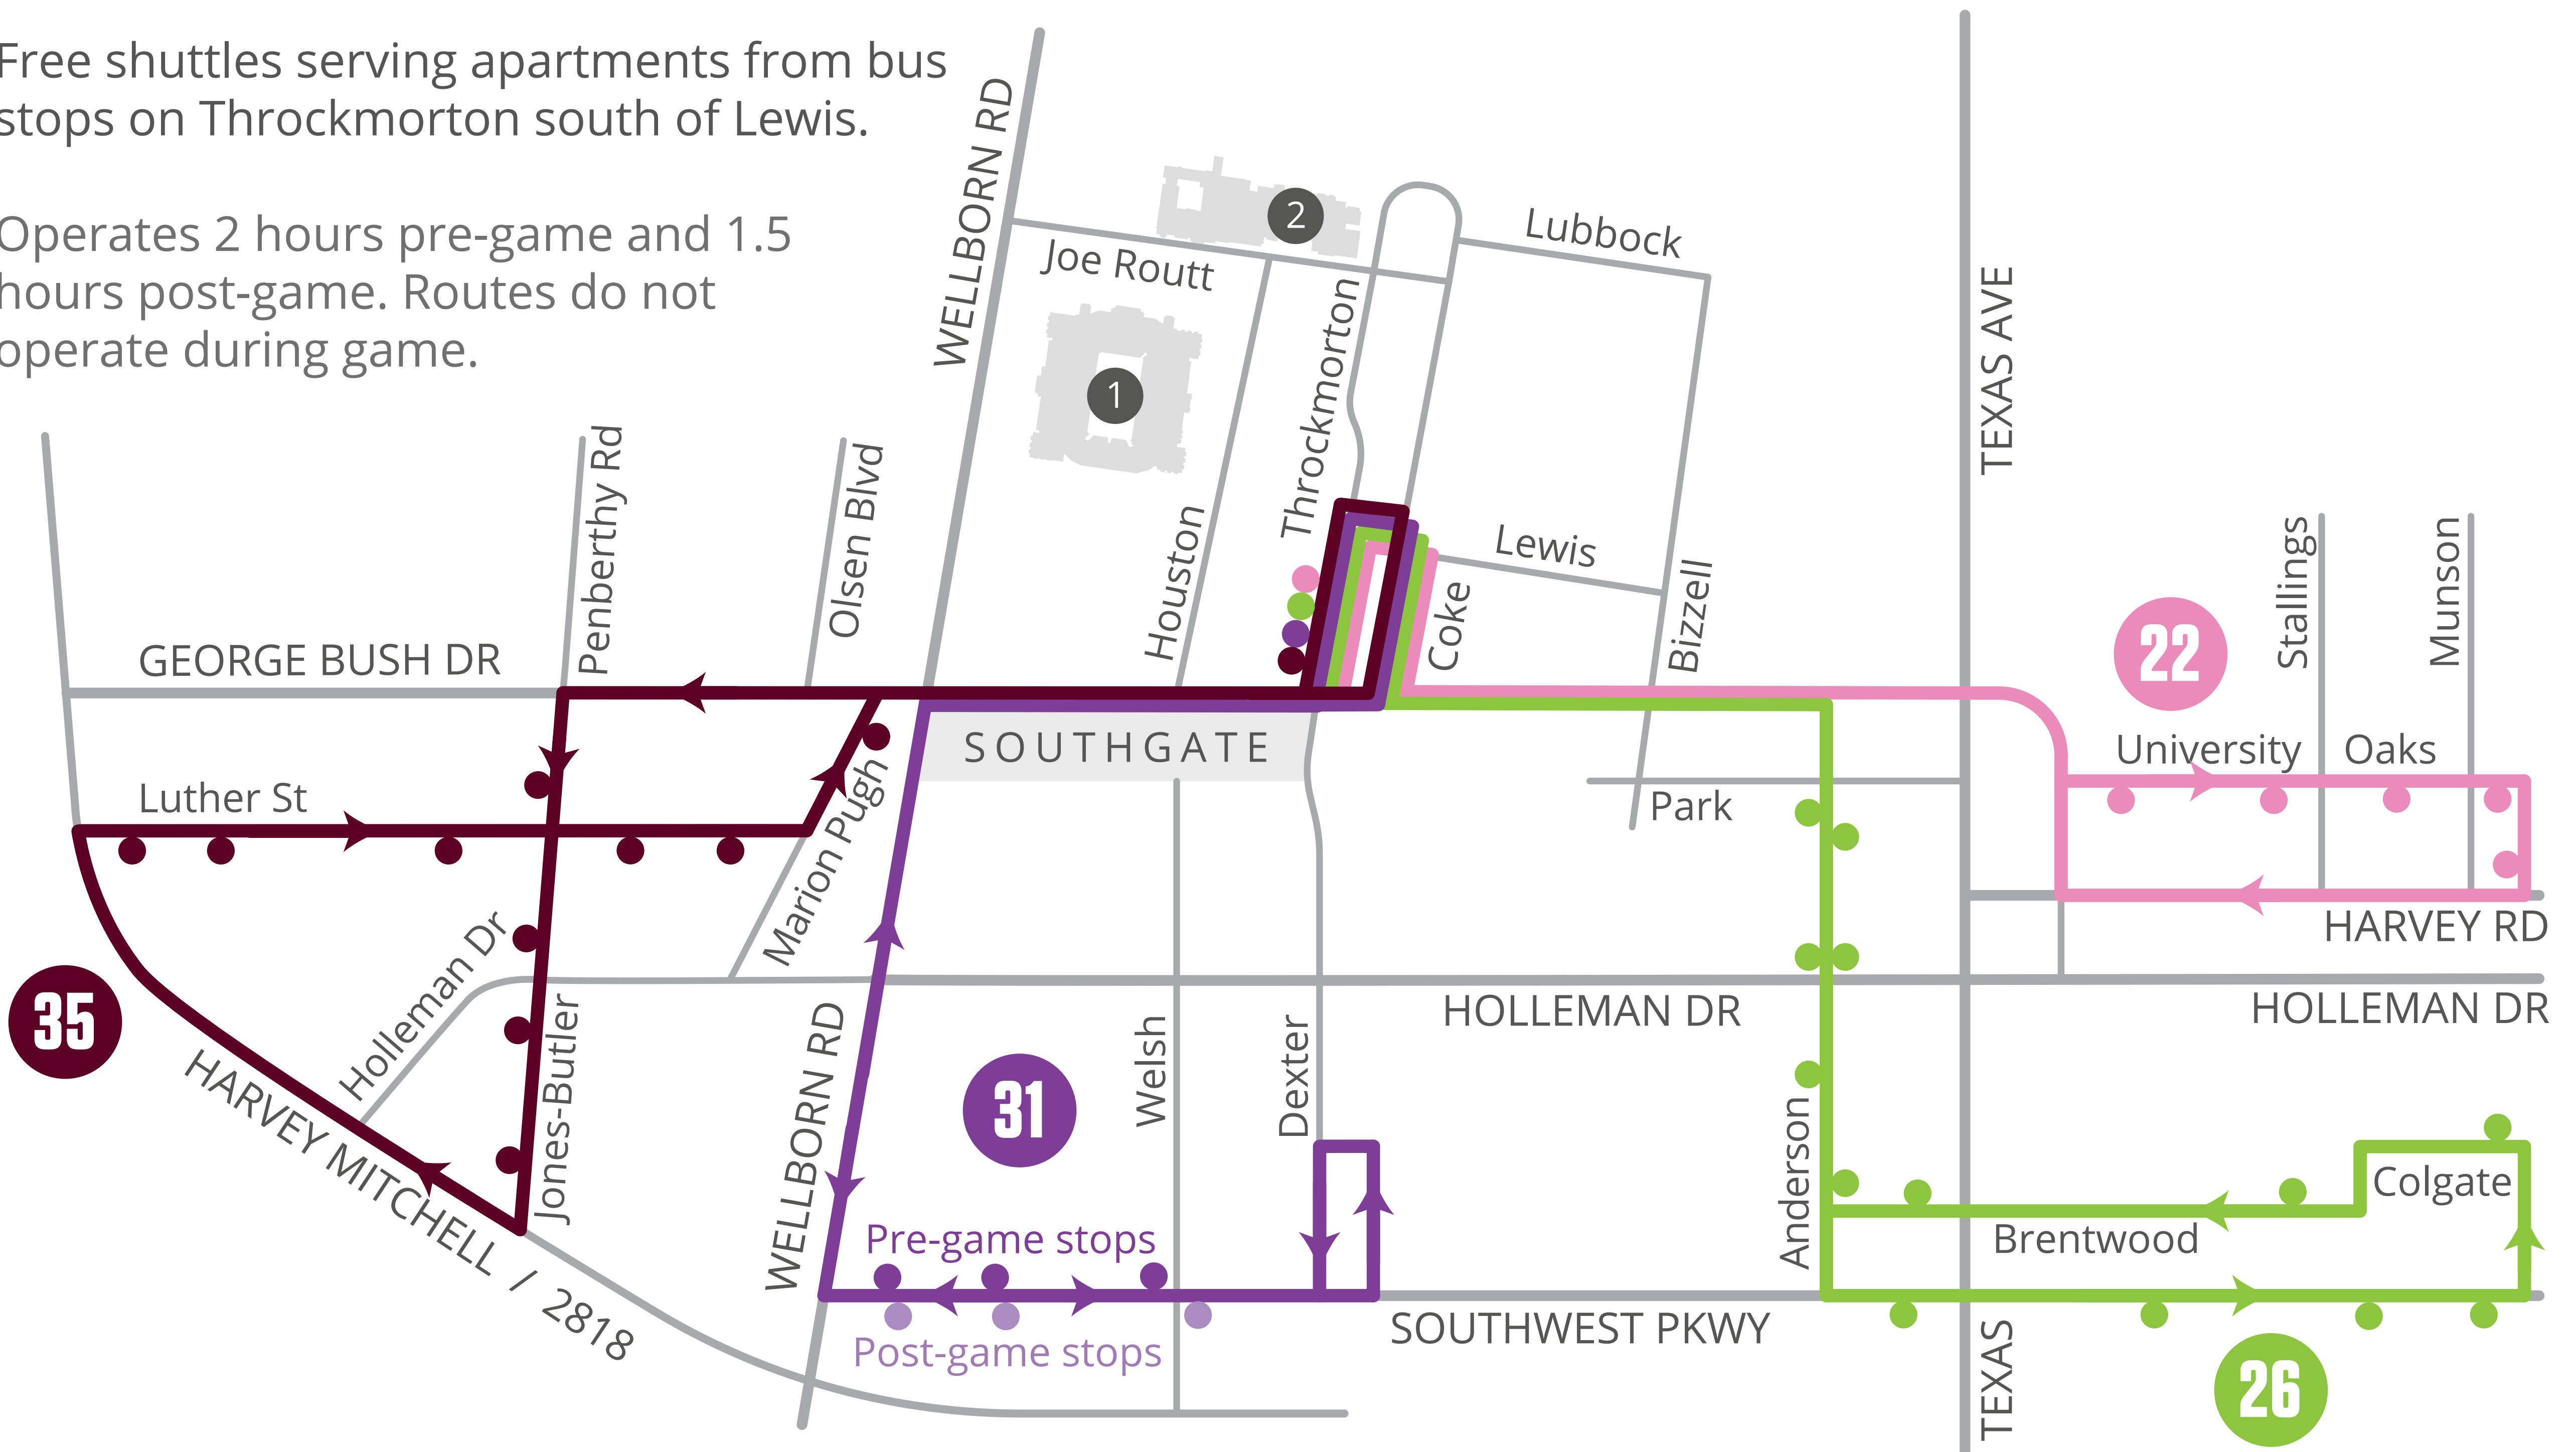 Free shuttles serving apartments from bus
stops on Throckmorton south of Lewis.
Operates 2 hours pre-game and 1.5
hours post-game. Routes do not
operate during game.
WELLBORN RD
Joe Routt
2
1
Lubbock
Throckmorton
Houston
Lewis
Coke
Bizzell
TEXAS AVE
Penberthy Rd
Olsen Blvd
GEORGE BUSH DR
SOUTHGATE
22
Stallings
Munson
University Oaks
Park
HARVEY RD
Luther St
Marion Pugh
Holleman Dr
35
HARVEY MITCHELL / 2818
Jones-Butler
WELLBORN RD
31
Welsh
Dexter
HOLLEMAN DR
HOLLEMAN DR
Anderson
Colgate
Brentwood
Pre-game stops
Post-game stops
SOUTHWEST PKWY
TEXAS
26